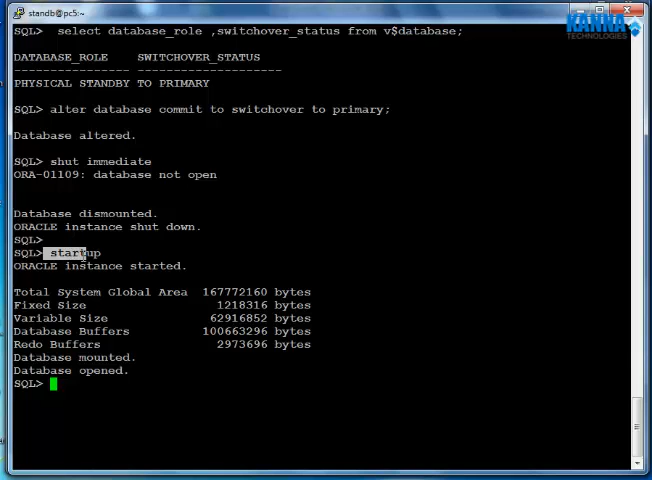 standb@pc5:~
KANNA
TECHNOLOGIES
SQL>  select database_role ,switchover_status from v$database;
DATABASE_ROLE    SWITCHOVER_STATUS
---------------- --------------------
PHYSICAL STANDBY TO PRIMARY
SQL> alter database commit to switchover to primary;
Database altered.
SQL> shut immediate
ORA-01109: database not open
Database dismounted.
ORACLE instance shut down.
SQL>
SQL> startup
ORACLE instance started.
Total System Global Area  167772160 bytes
Fixed Size                  1218316 bytes
Variable Size              62916852 bytes
Database Buffers          100663296 bytes
Redo Buffers                2973696 bytes
Database mounted.
Database opened.
SQL>